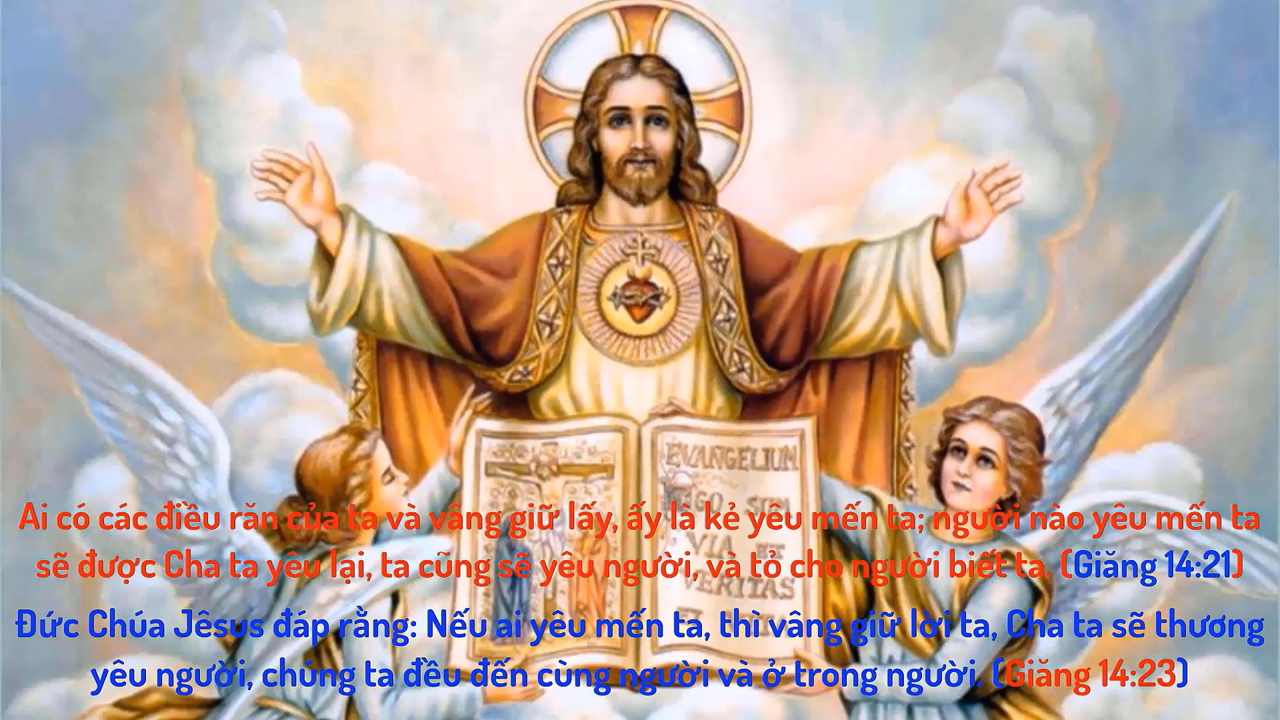 EVANGELIUM
EGO SUM
VIA ET
VERITAS
Ai có các điều răn của ta và vâng giữ lấy, ấy là kẻ yêu mến ta; người nào yêu mến ta
sẽ được Cha ta yêu lại, ta cũng sẽ yêu người, và tỏ cho người biết ta. (Giăng 14:21)
Đức Chúa Jêsus đáp rằng: Nếu ai yêu mến ta, thì vâng giữ lời ta, Cha ta sẽ thương
yêu người, chúng ta đều đến cùng người và ở trong người. (Giăng 14:23)